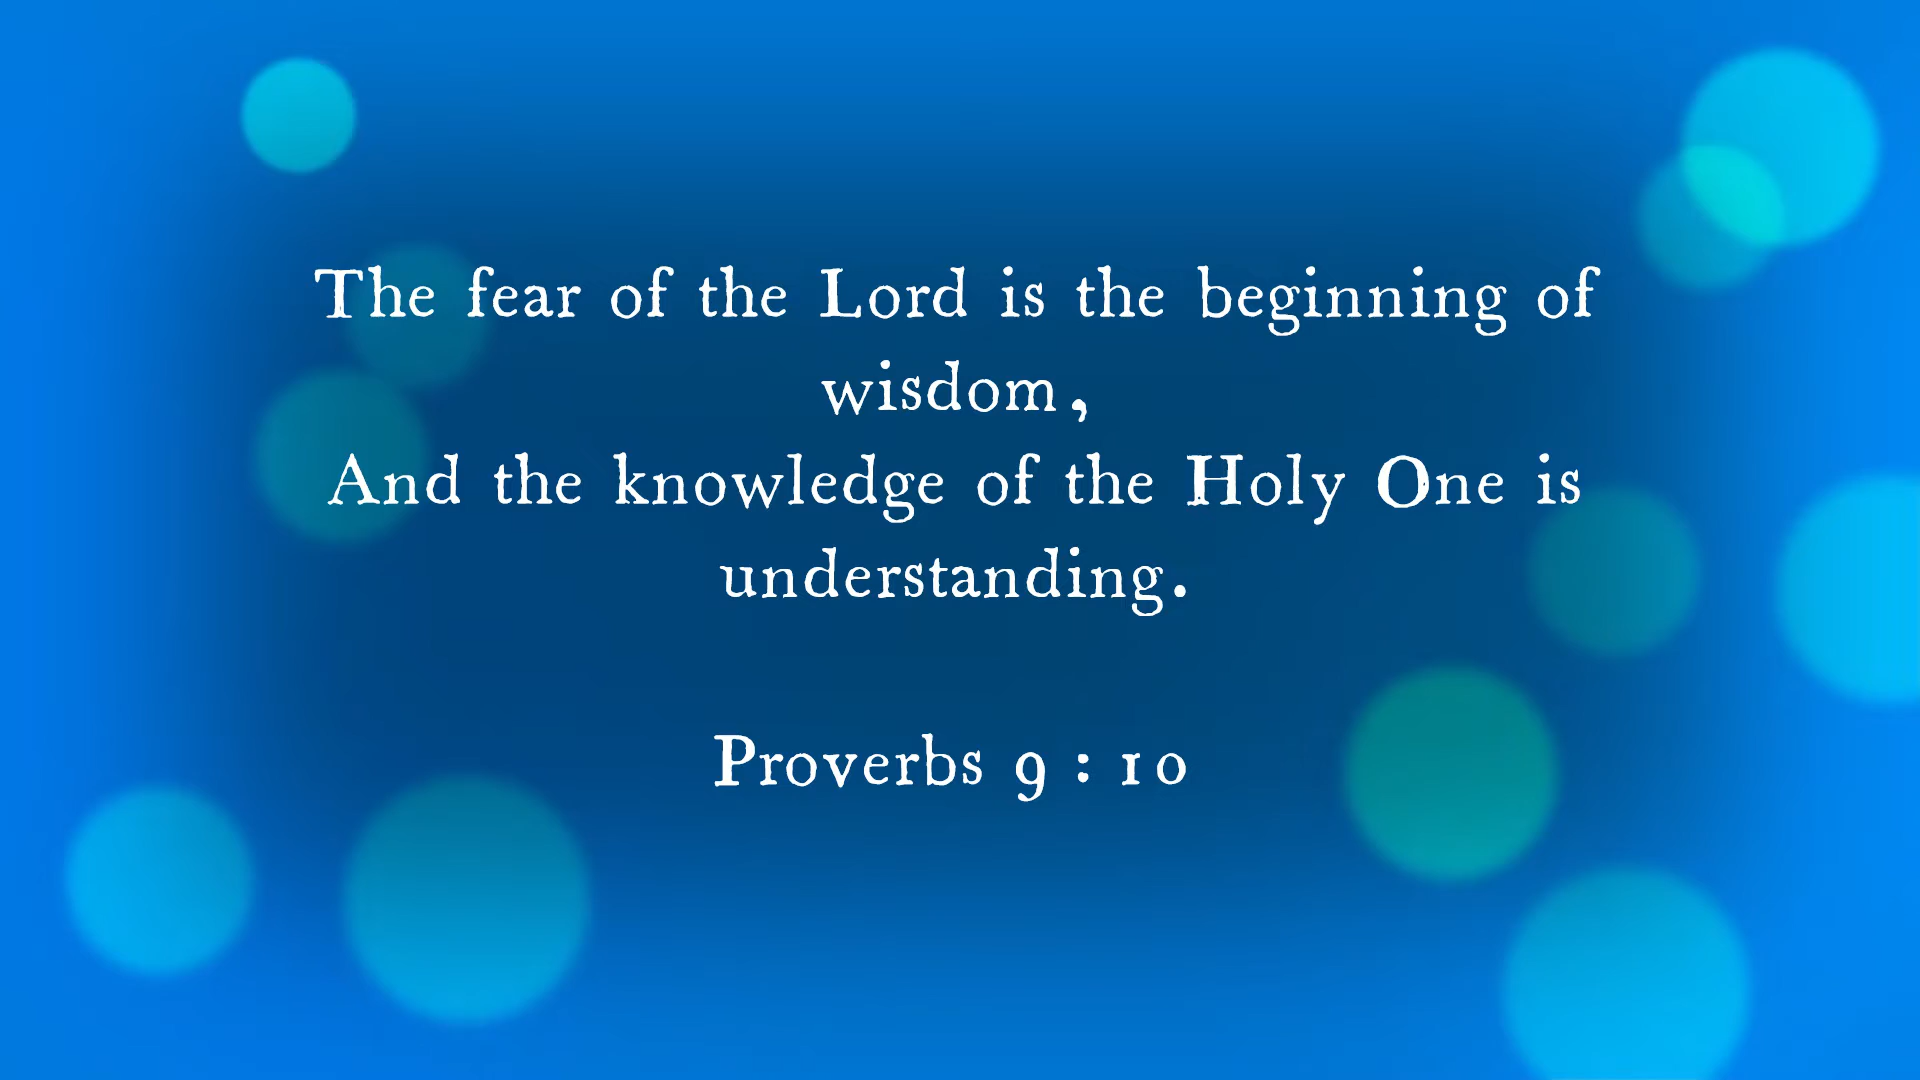 The fear of the Lord is the beginning of
wisdom,
And the knowledge of the Holy One is
understanding.
Proverbs 9:10